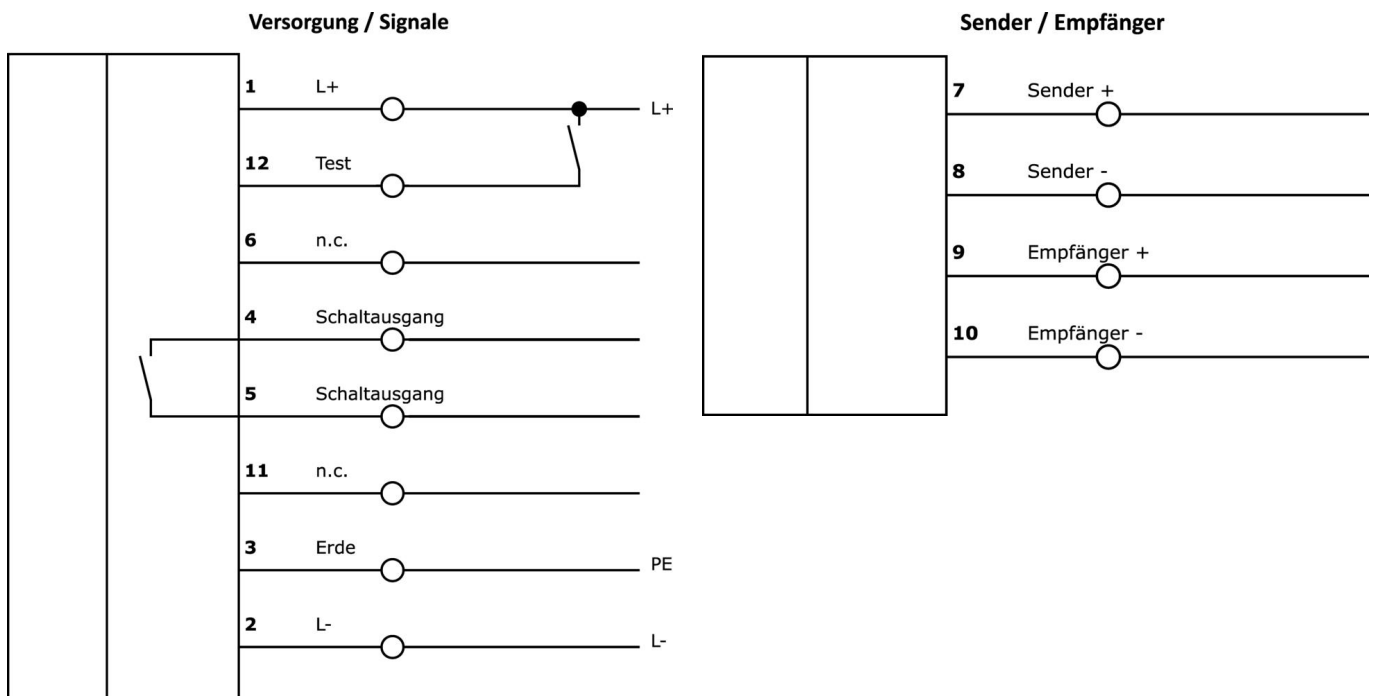 Versorgung / Signale
1 L+
L+
12 Test
6 n.c.
4 Schaltausgang
5 Schaltausgang
11 n.c.
3 Erde
PE
2 L-
L-
Sender / Empfänger
7 Sender +
8 Sender -
9 Empfänger +
10 Empfänger -